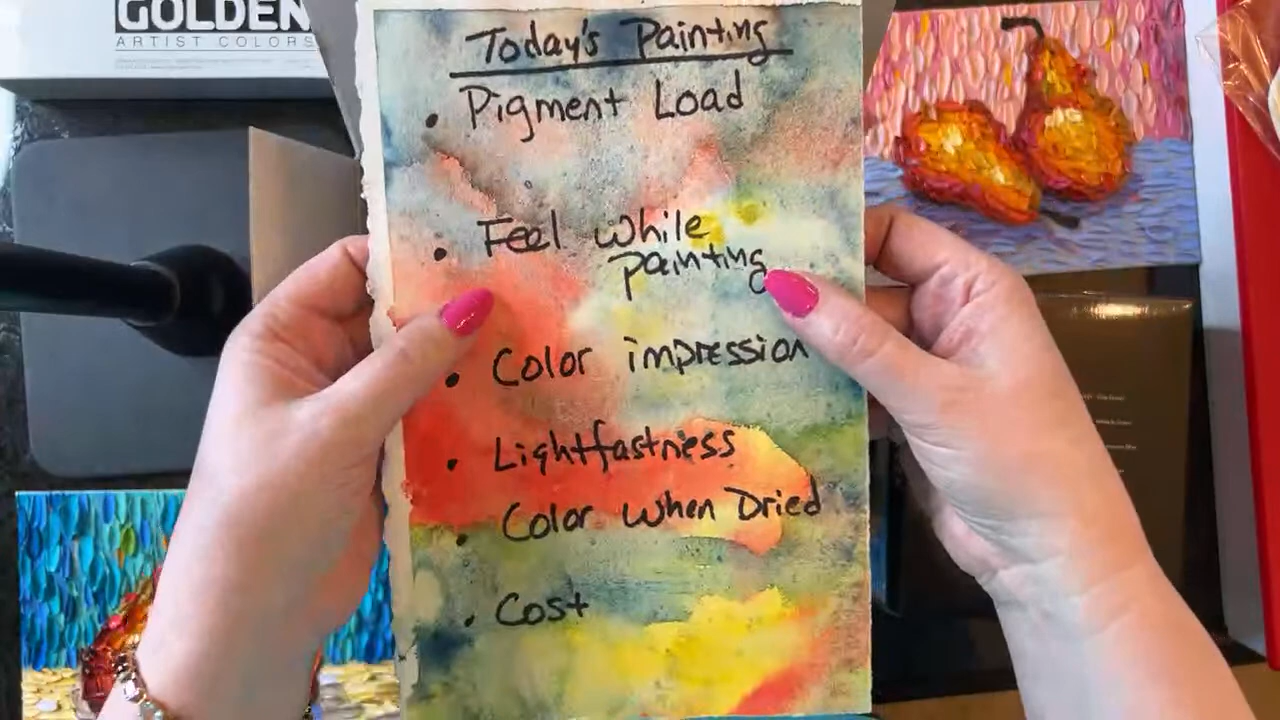 GOLDEN
ARTIST COLORS
Today's Painting
• Pigment Load
• Feel while
painting
• Color impression
• Lightfastness
• Color When Dried
• Cost